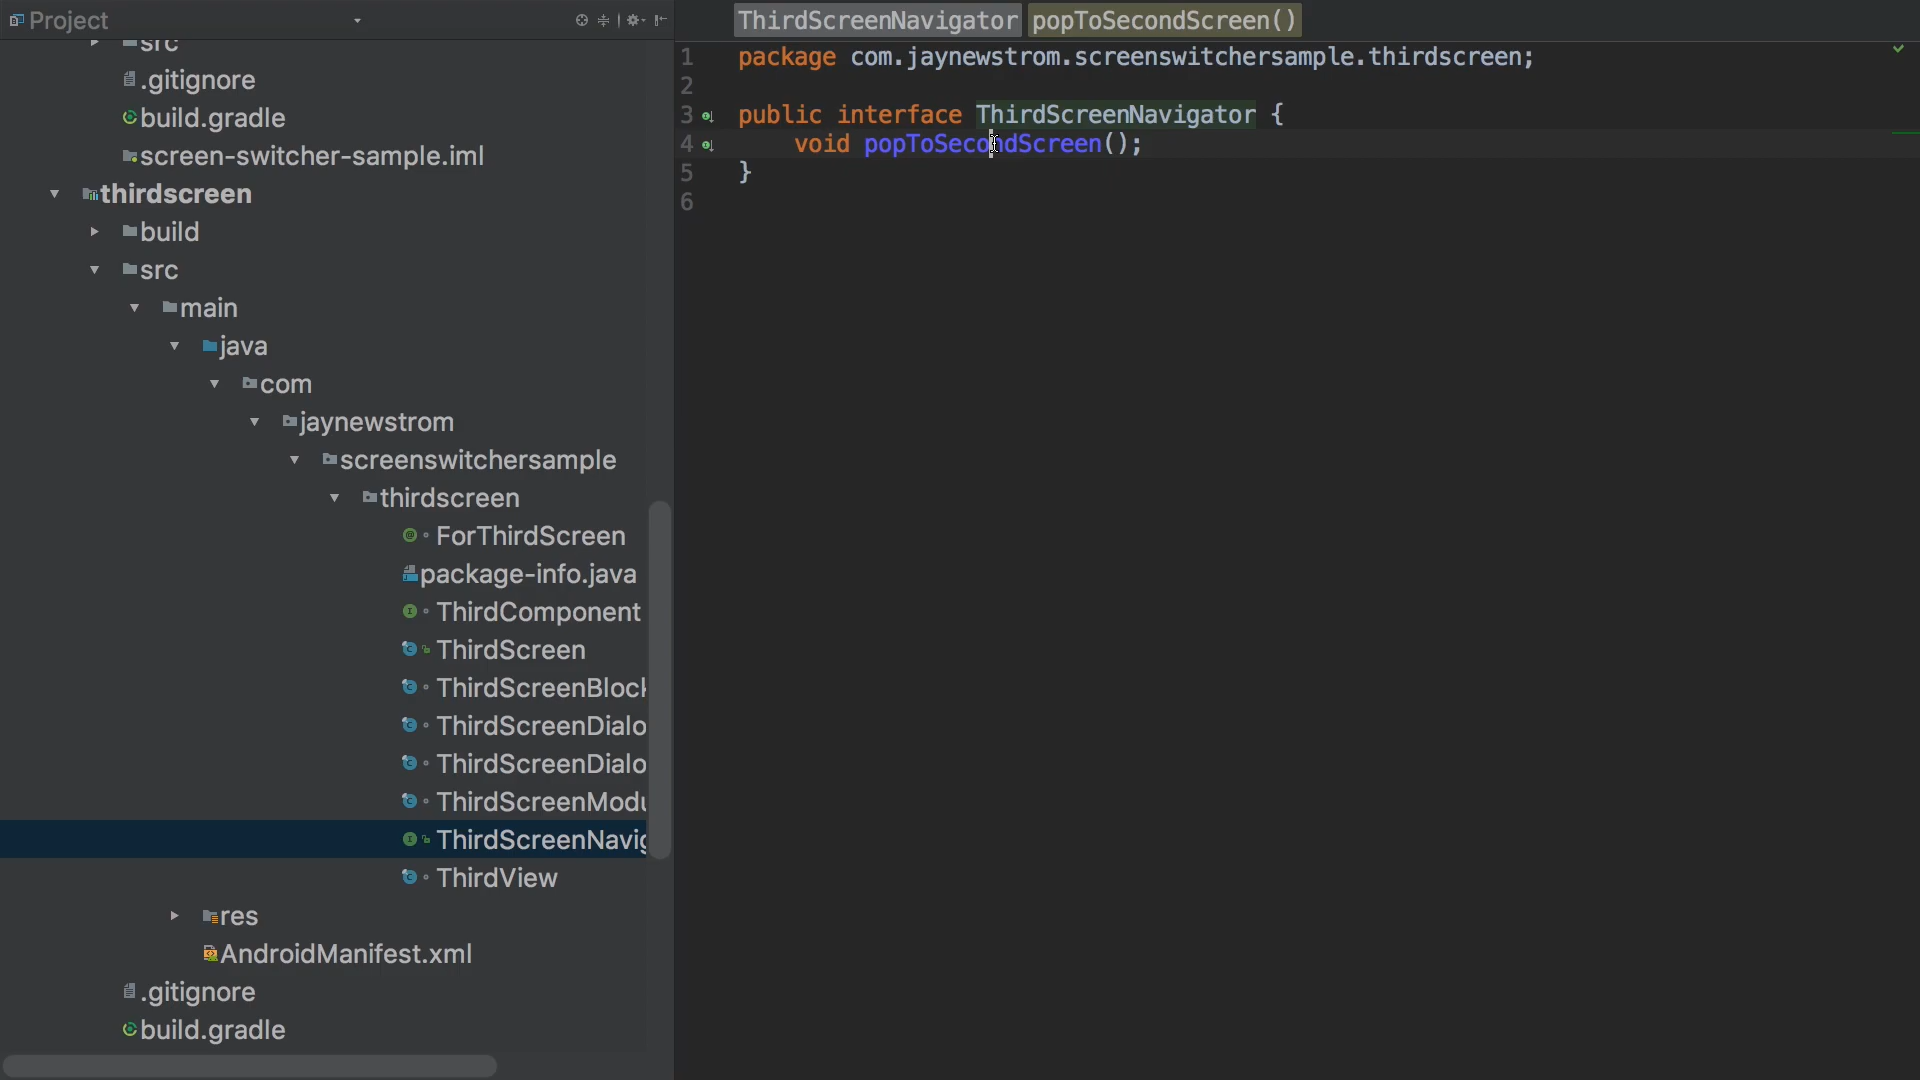 Project
src
.gitignore
build.gradle
screen-switcher-sample.iml
thirdscreen
build
src
main
java
com
jaynewstrom
screenswitchersample
thirdscreen
ForThirdScreen
package-info.java
ThirdComponent
ThirdScreen
ThirdScreenBlock
ThirdScreenDialo
ThirdScreenDialo
ThirdScreenModu
ThirdScreenNavig
ThirdView
res
AndroidManifest.xml
.gitignore
build.gradle
ThirdScreenNavigator popToSecondScreen()
1 package com.jaynewstrom.screenswitchersample.thirdscreen;
2
3 public interface ThirdScreenNavigator {
4 void popToSecondScreen();
5 }
6